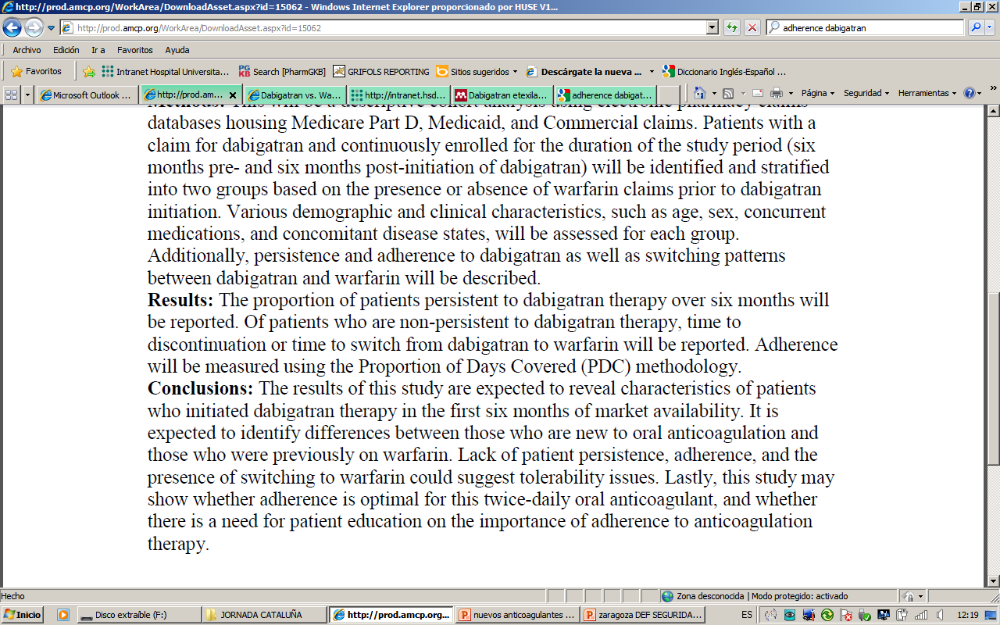 http://prod.amcp.org/WorkArea/DownloadAsset.aspx?id=15062 - Windows Internet Explorer proporcionado por HUSE V1...
http://prod.amcp.org/WorkArea/DownloadAsset.aspx?id=15062
adherence dabigatran
Archivo Edición Ir a Favoritos Ayuda
Favoritos Intranet Hospital Universita... PG KB Search [PharmGKB] GRIFOLS REPORTING Sitios sugeridos Descárgate la nueva ... Diccionario Inglés-Español ...
Microsoft Outlook ... http://prod.am... Dabigatran vs. Wa... http://intranet.hsd... Dabigatran etexila... adherence dabigat... Página Seguridad Herramientas
Methods: This will be a descriptive cohort analysis using electronic pharmacy claims
databases housing Medicare Part D, Medicaid, and Commercial claims. Patients with a
claim for dabigatran and continuously enrolled for the duration of the study period (six
months pre- and six months post-initiation of dabigatran) will be identified and stratified
into two groups based on the presence or absence of warfarin claims prior to dabigatran
initiation. Various demographic and clinical characteristics, such as age, sex, concurrent
medications, and concomitant disease states, will be assessed for each group.
Additionally, persistence and adherence to dabigatran as well as switching patterns
between dabigatran and warfarin will be described.
Results: The proportion of patients persistent to dabigatran therapy over six months will
be reported. Of patients who are non-persistent to dabigatran therapy, time to
discontinuation or time to switch from dabigatran to warfarin will be reported. Adherence
will be measured using the Proportion of Days Covered (PDC) methodology.
Conclusions: The results of this study are expected to reveal characteristics of patients
who initiated dabigatran therapy in the first six months of market availability. It is
expected to identify differences between those who are new to oral anticoagulation and
those who were previously on warfarin. Lack of patient persistence, adherence, and the
presence of switching to warfarin could suggest tolerability issues. Lastly, this study may
show whether adherence is optimal for this twice-daily oral anticoagulant, and whether
there is a need for patient education on the importance of adherence to anticoagulation
therapy.
Hecho Zona desconocida | Modo protegido: activado
Inicio Disco extraíble (F:) JORNADA CATALUÑA http://prod.amcp.org... nuevos anticoagulantes ... zaragoza DEF SEGURIDA... ES 12:19